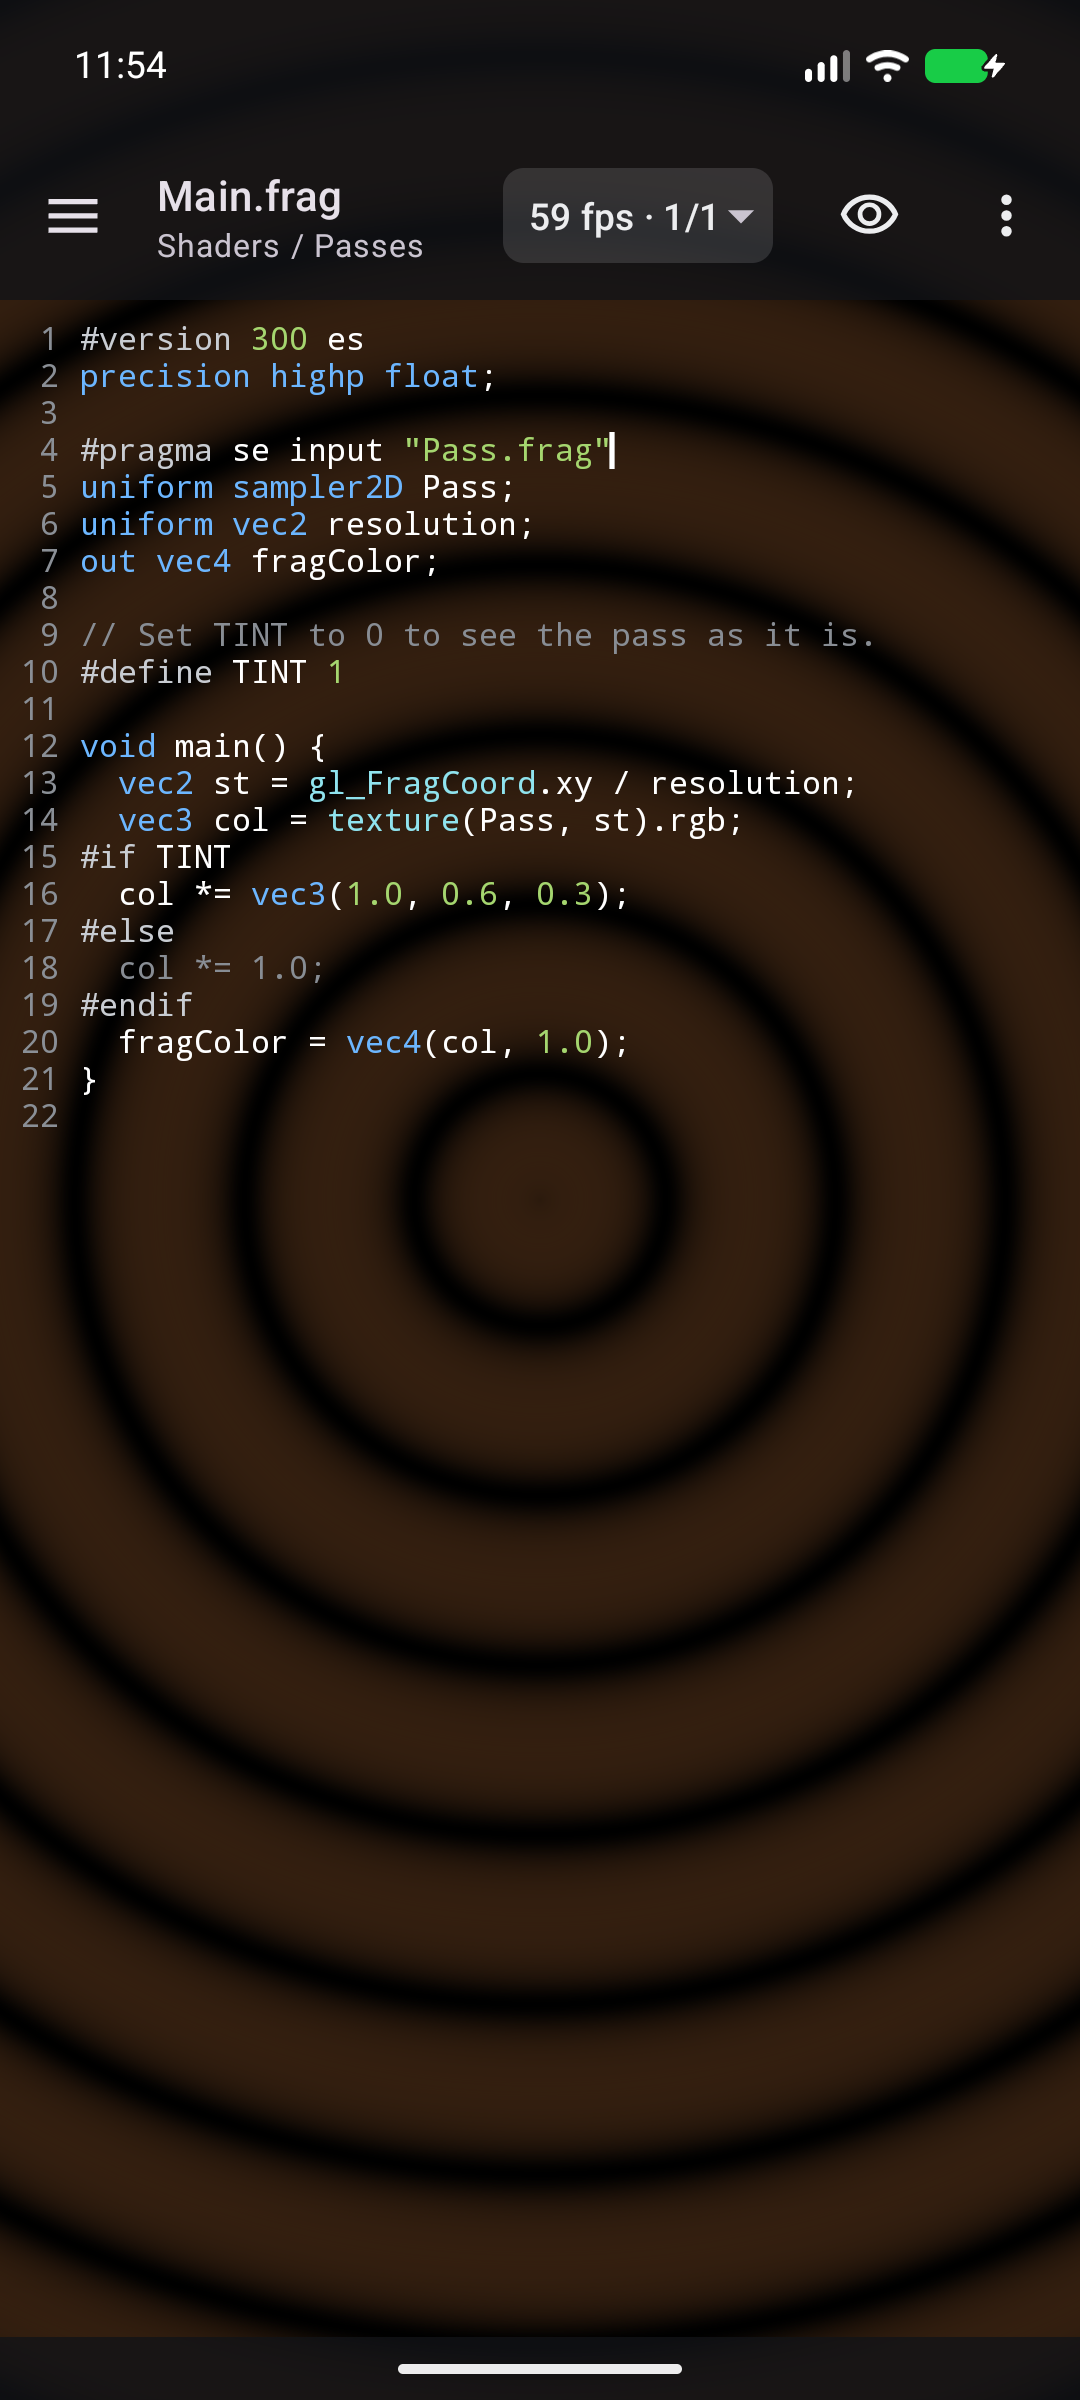 11:54
Main.frag
Shaders / Passes
59 fps · 1/1
1 #version 300 es
2 precision highp float;
3
4 #pragma se input "Pass.frag"
5 uniform sampler2D Pass;
6 uniform vec2 resolution;
7 out vec4 fragColor;
8
9 // Set TINT to 0 to see the pass as it is.
10 #define TINT 1
11
12 void main() {
13   vec2 st = gl_FragCoord.xy / resolution;
14   vec3 col = texture(Pass, st).rgb;
15 #if TINT
16   col *= vec3(1.0, 0.6, 0.3);
17 #else
18   col *= 1.0;
19 #endif
20   fragColor = vec4(col, 1.0);
21 }
22